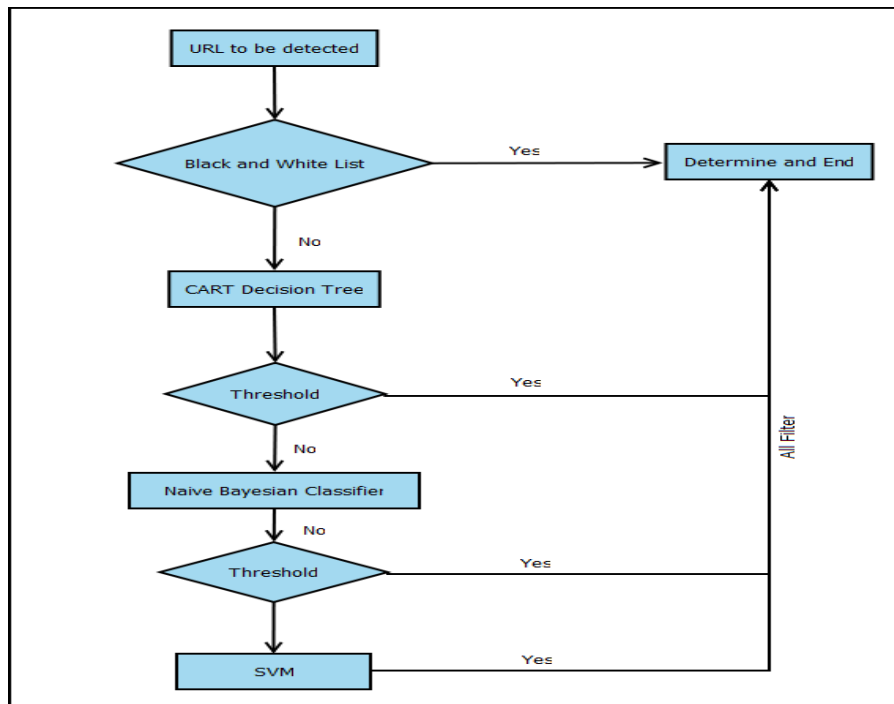 URL to be detected
Black and White List
Yes
Determine and End
No
CART Decision Tree
Threshold
Yes
All Filter
No
Naive Bayesian Classifier
No
Threshold
Yes
SVM
Yes